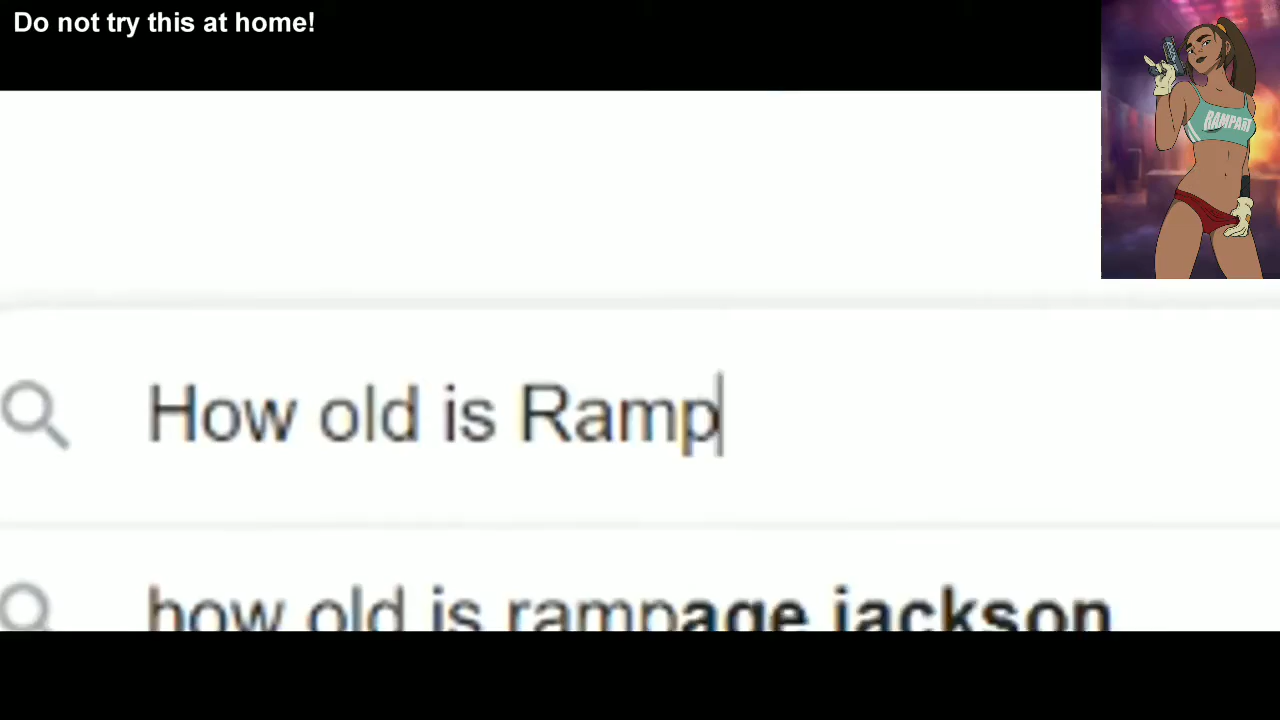 Do not try this at home!
RAMPART
How old is Ramp
how old is rampage jackson